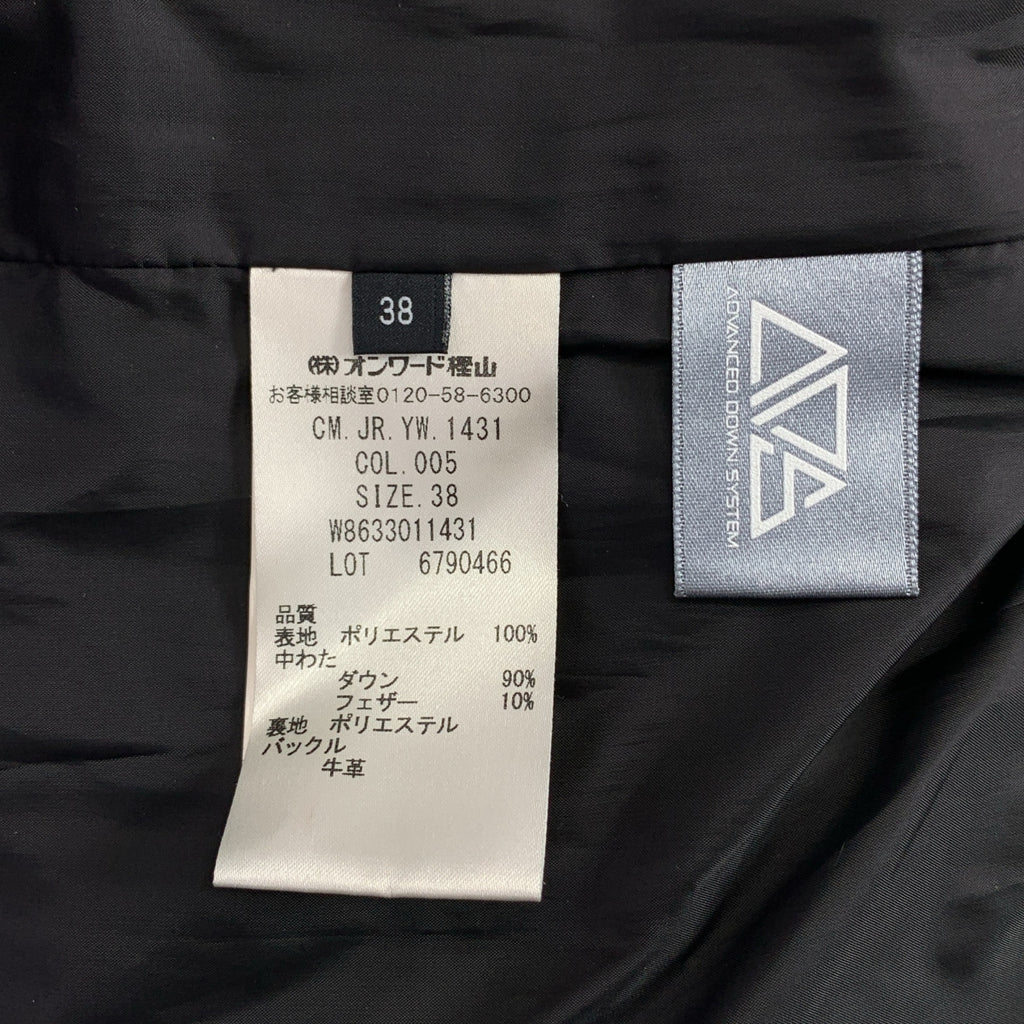 38
(株)オンワード樫山
お客様相談室0120-58-6300
CM.JR.YW.1431
COL.005
SIZE.38
W8633011431
LOT 6790466
品質
表地 ポリエステル 100%
中わた
ダウン 90%
フェザー 10%
裏地 ポリエステル
バックル
牛革
ADS
ADVANCED DOWN SYSTEM